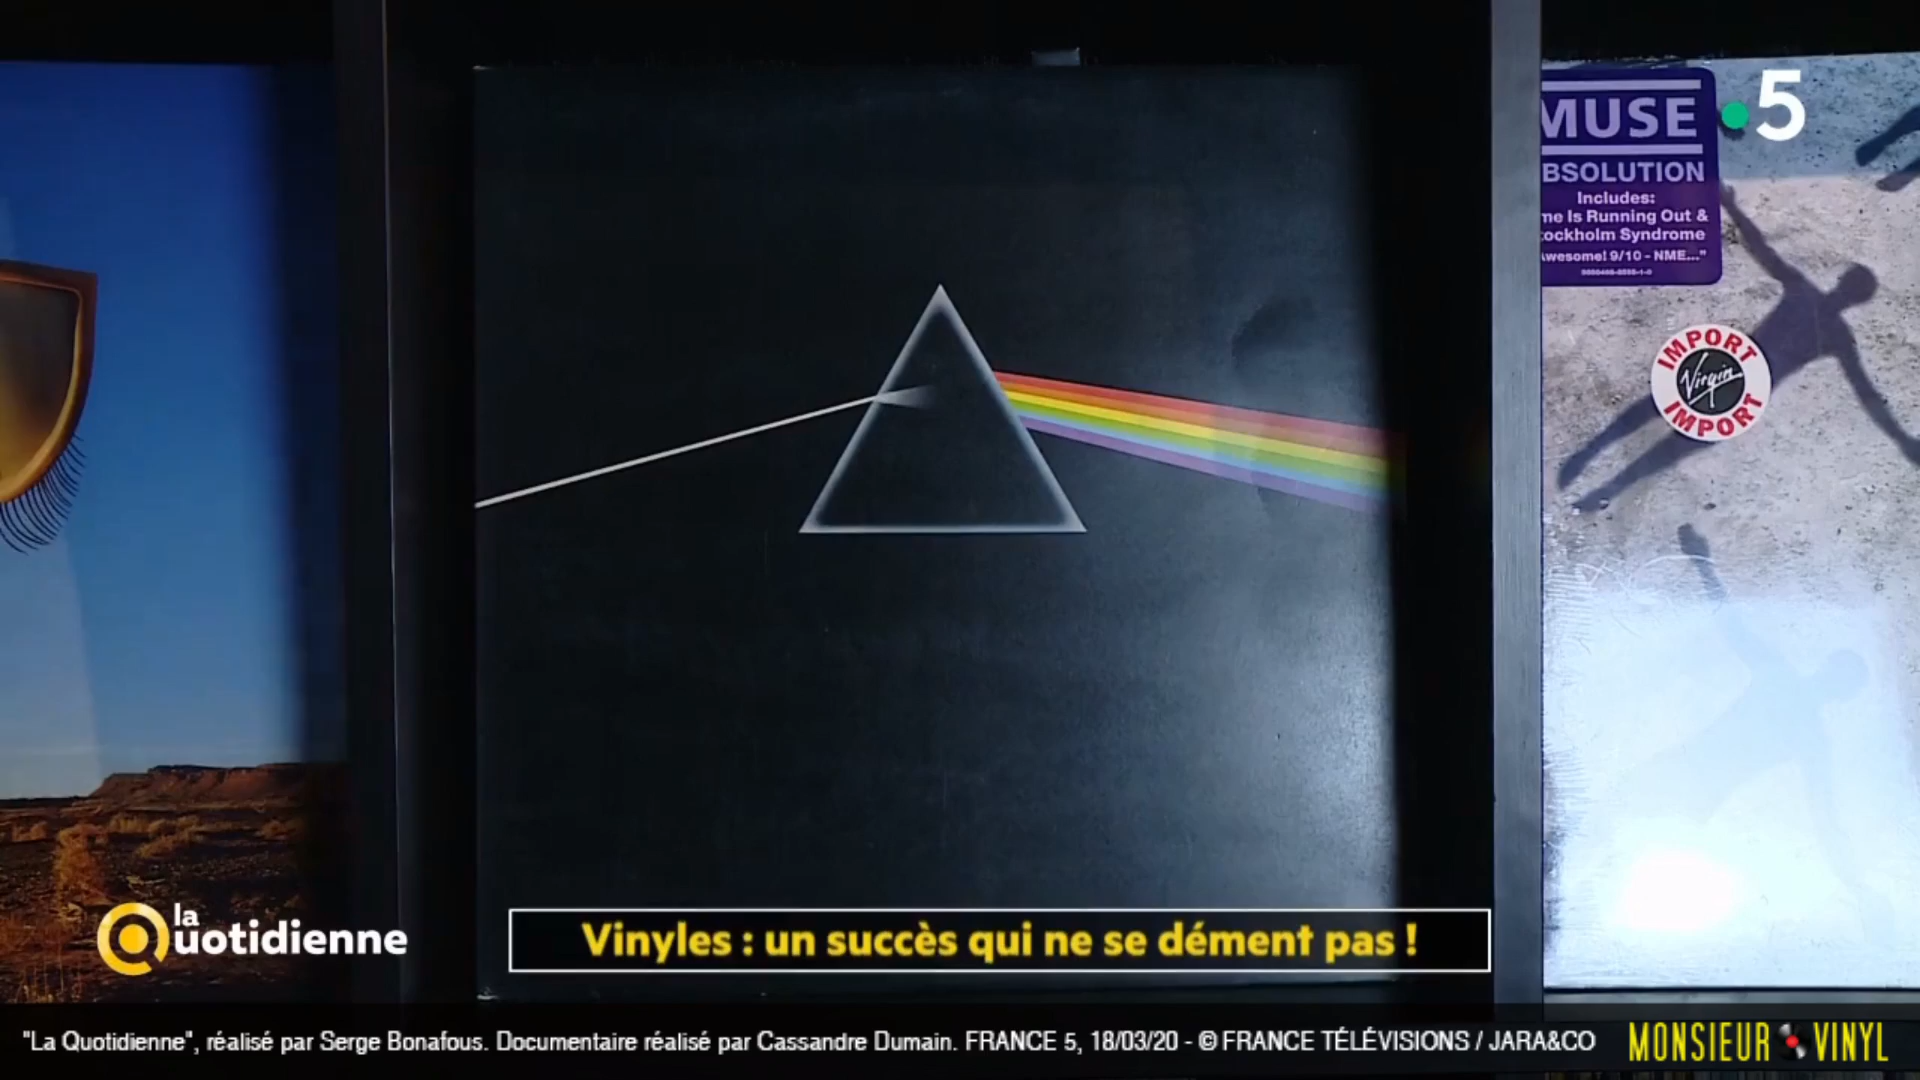 MUSE
BSOLUTION
Includes:
me Is Running Out &
ockholm Syndrome
Awesome! 9/10 - NME..."
5
IMPORT
Virgin
IMPORT
la
Quotidienne
Vinyles : un succès qui ne se dément pas !
"La Quotidienne", réalisé par Serge Bonafous. Documentaire réalisé par Cassandre Dumain. FRANCE 5, 18/03/20 - © FRANCE TÉLÉVISIONS / JARA&CO
MONSIEUR VINYL